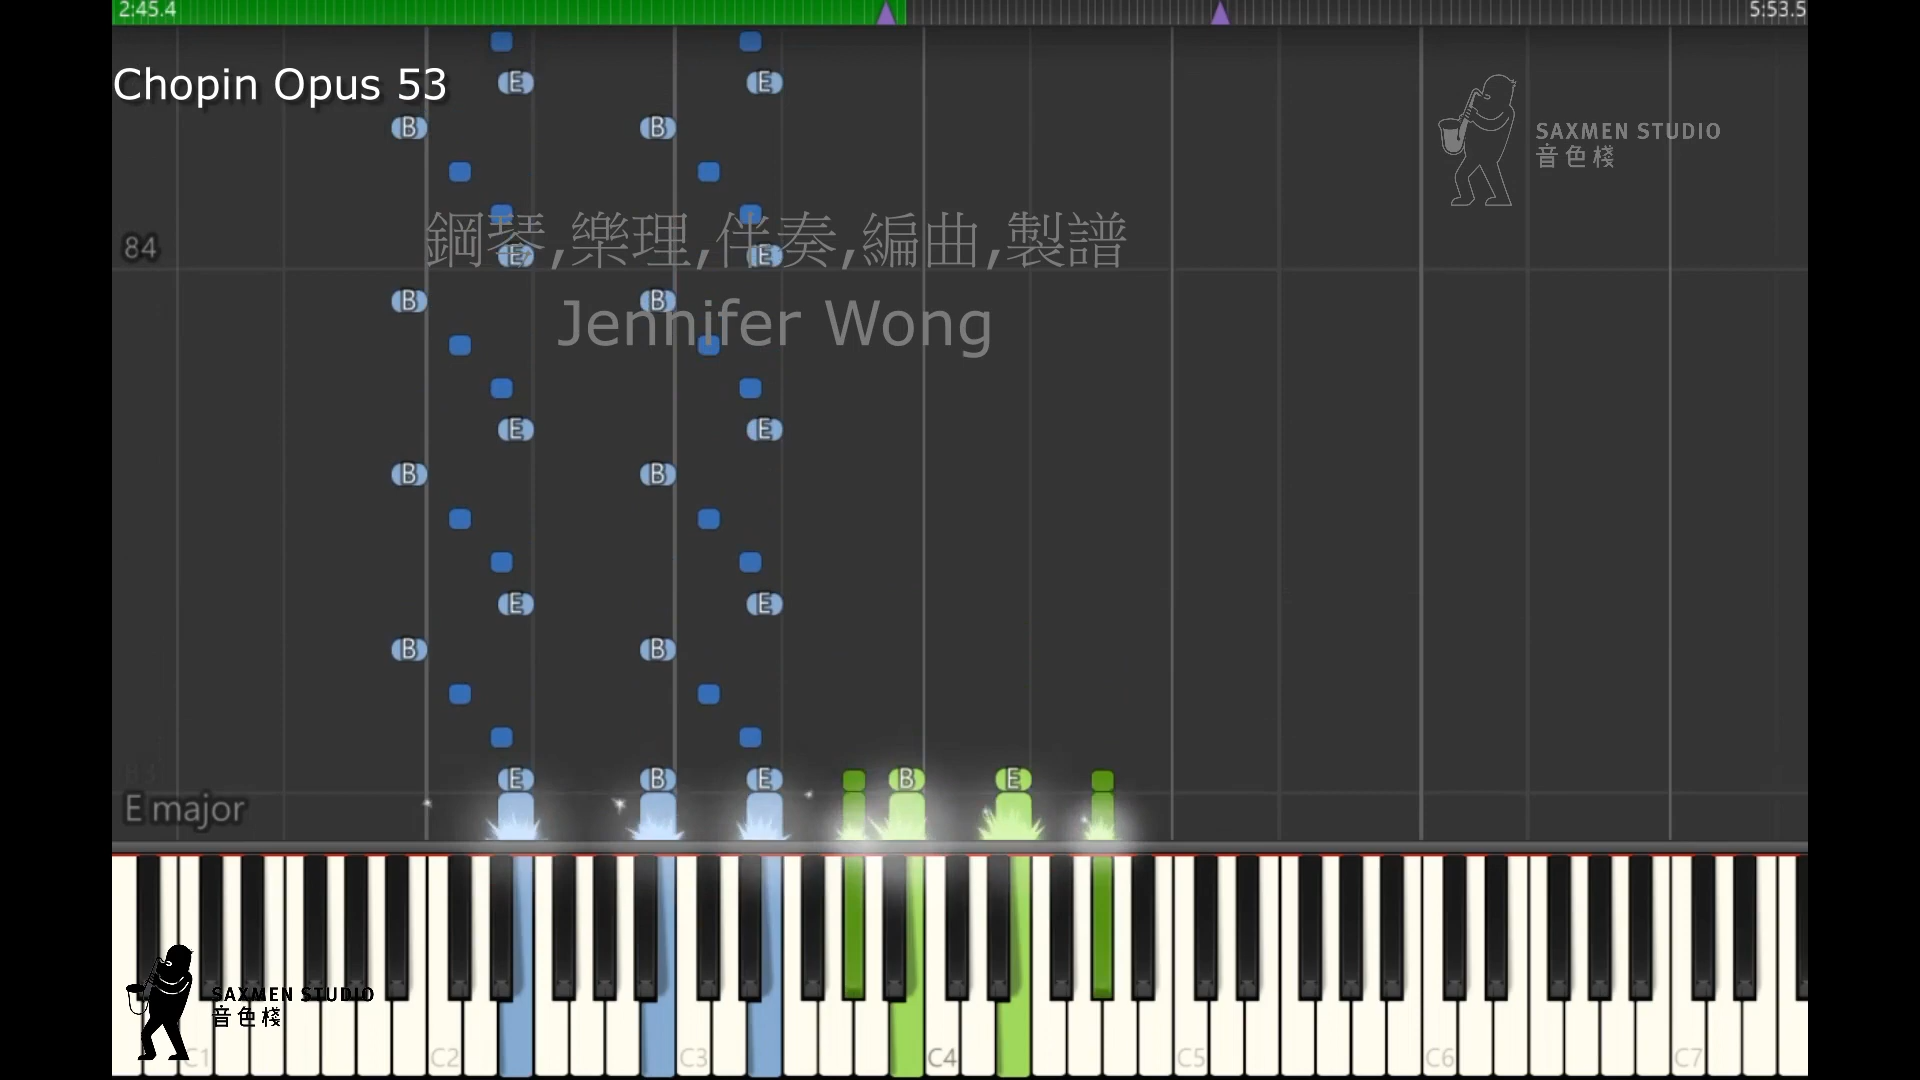 2:45.4
5:53.5
E
E
Chopin Opus 53
B
B
SAXMEN STUDIO
音色棧
鋼琴,樂理,伴奏,編曲,製譜
84
E
E
B
B
Jennifer Wong
E
E
B
B
E
E
B
B
E
B
E
B
E
83
E major
SAXMEN STUDIO
音色棧
C1
C2
C3
C4
C5
C6
C7